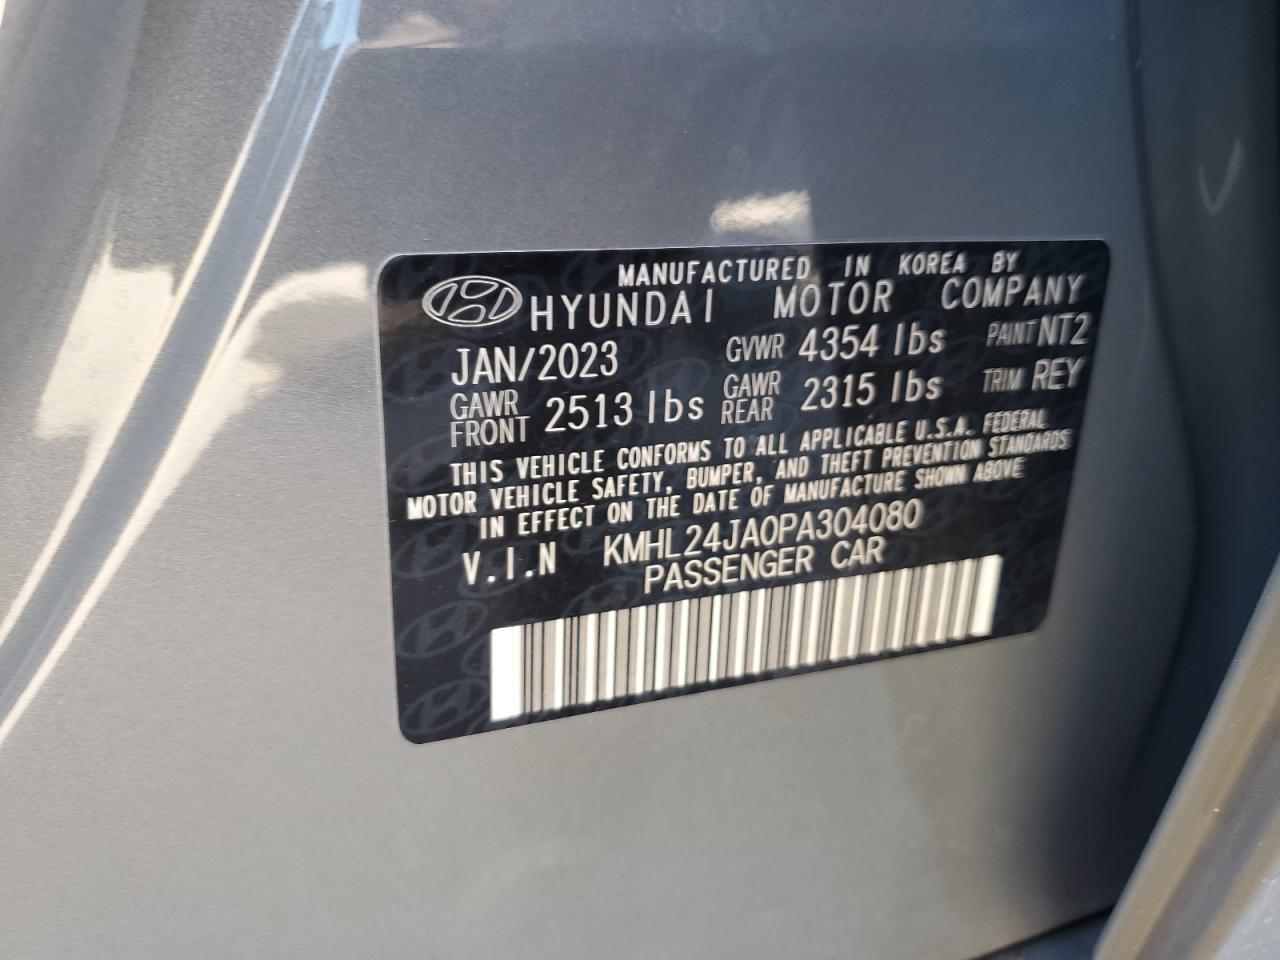 MANUFACTURED IN KOREA BY
HYUNDAI MOTOR COMPANY
JAN/2023 GVWR 4354 lbs PAINT NT2
GAWR FRONT 2513 lbs GAWR REAR 2315 lbs TRIM REY
THIS VEHICLE CONFORMS TO ALL APPLICABLE U.S.A. FEDERAL
MOTOR VEHICLE SAFETY, BUMPER, AND THEFT PREVENTION STANDARDS
IN EFFECT ON THE DATE OF MANUFACTURE SHOWN ABOVE
V.I.N KMHL24JA0PA304080
PASSENGER CAR